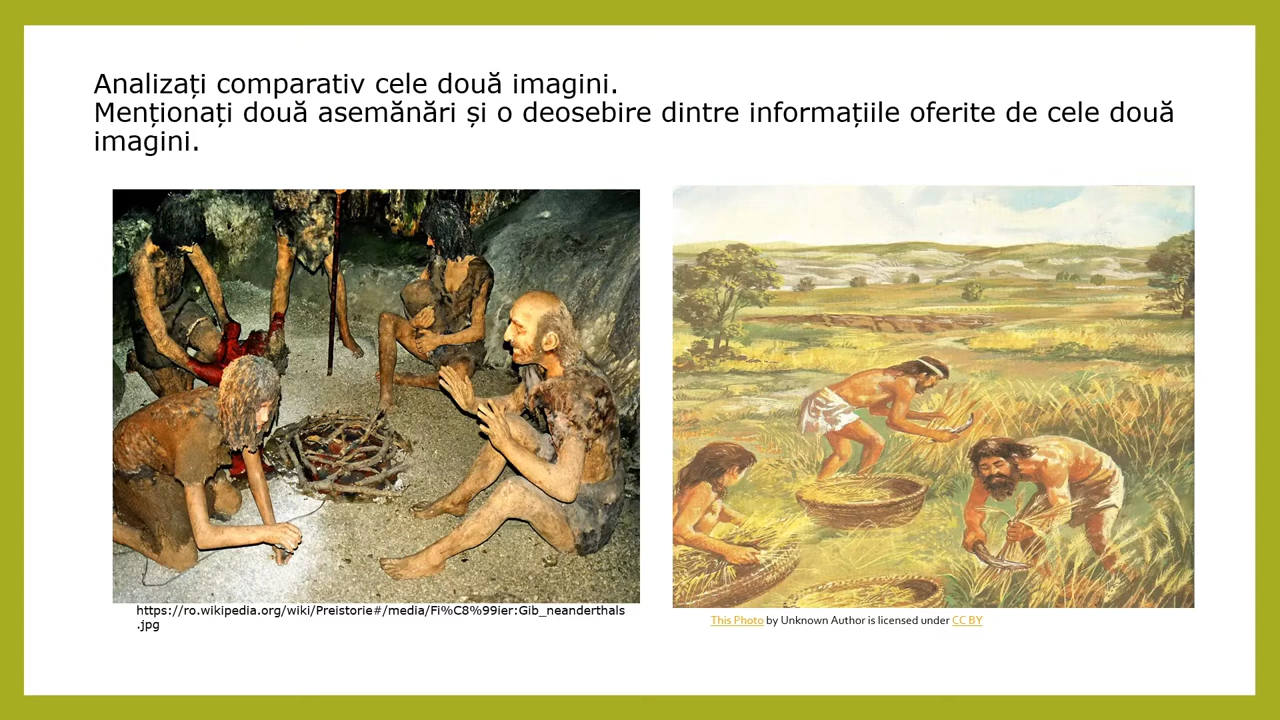 Analizați comparativ cele două imagini.
Menționați două asemănări și o deosebire dintre informațiile oferite de cele două
imagini.
https://ro.wikipedia.org/wiki/Preistorie#/media/Fi%C8%99ier:Gib_neanderthals
.jpg
This Photo by Unknown Author is licensed under CC BY